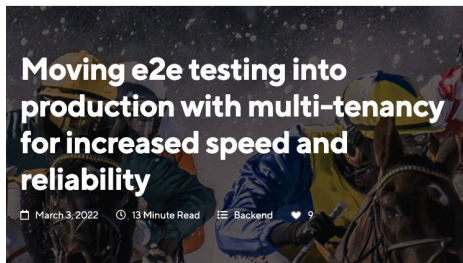 Moving e2e testing into
production with multi-tenancy
for increased speed and
reliability
March 3, 2022 13 Minute Read Backend 9